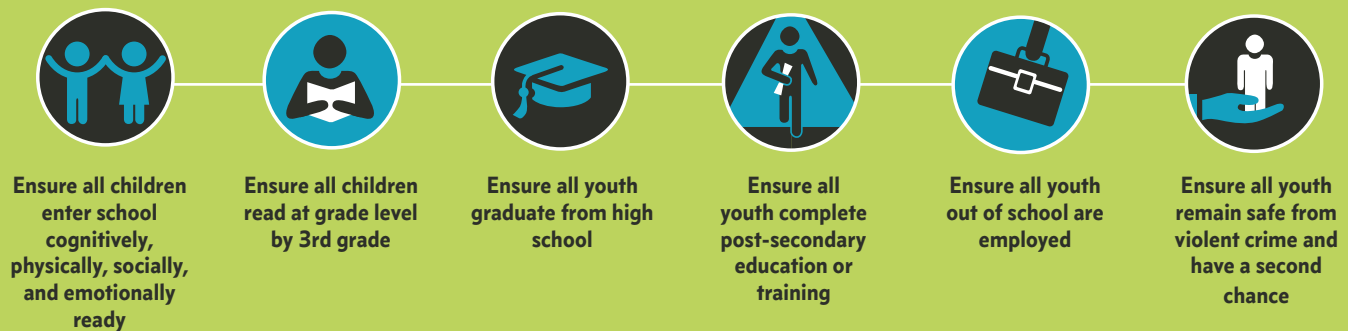 Ensure all children
enter school
cognitively,
physically, socially,
and emotionally
ready
Ensure all children
read at grade level
by 3rd grade
Ensure all youth
graduate from high
school
Ensure all
youth complete
post-secondary
education or
training
Ensure all youth
out of school are
employed
Ensure all youth
remain safe from
violent crime and
have a second
chance